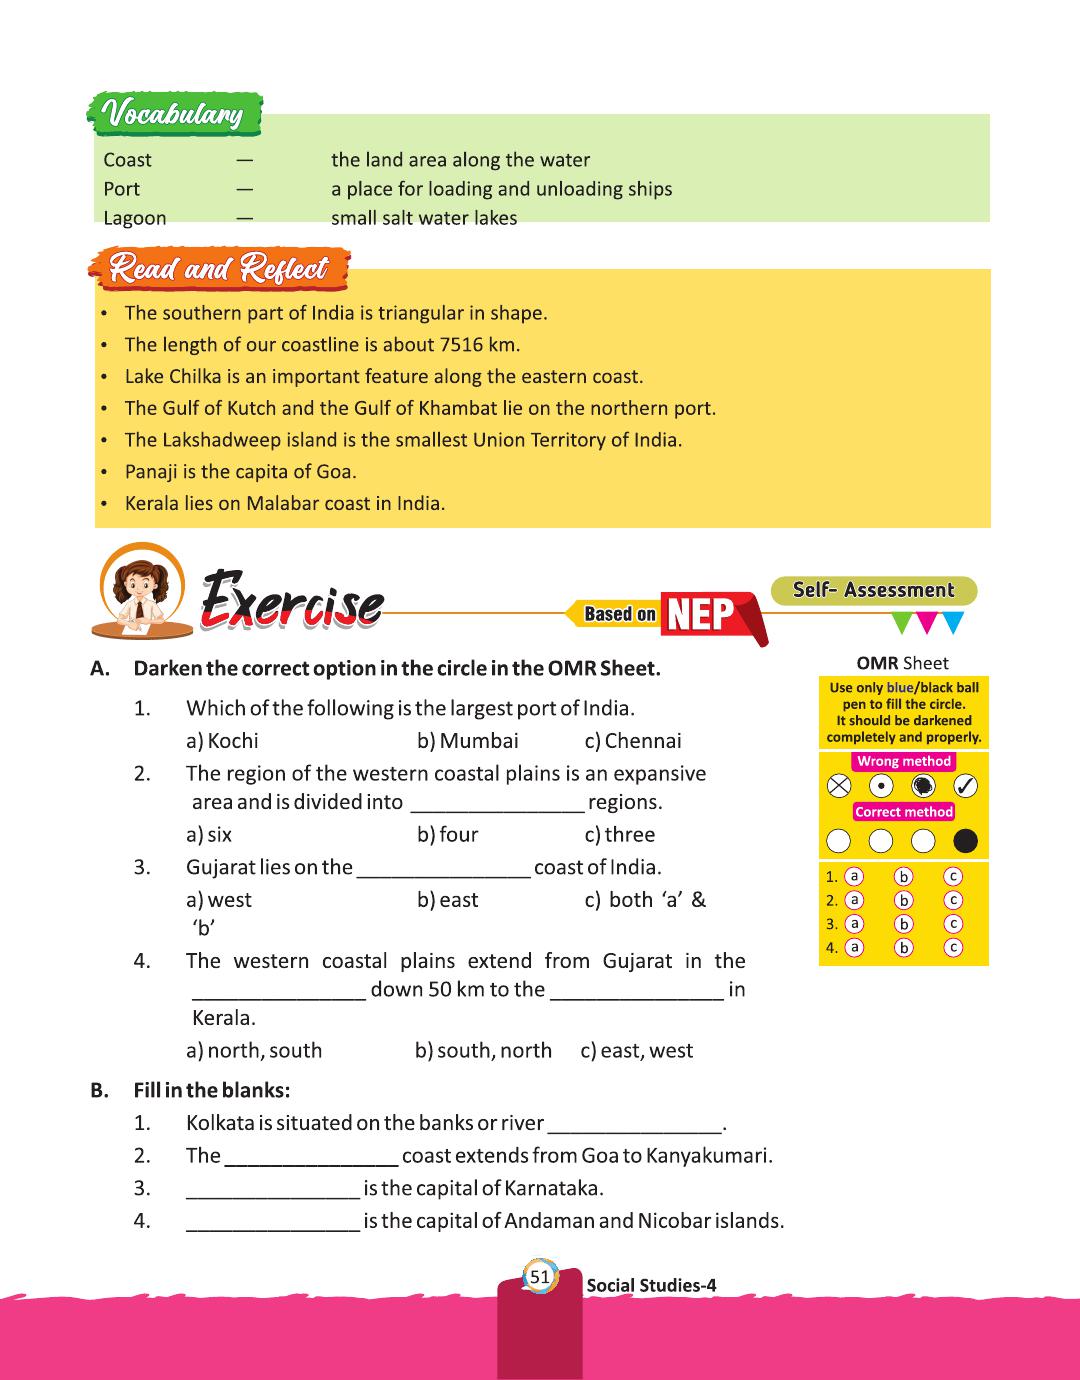 Vocabulary
Coast — the land area along the water
Port — a place for loading and unloading ships
Lagoon — small salt water lakes
Read and Reflect
• The southern part of India is triangular in shape.
• The length of our coastline is about 7516 km.
• Lake Chilka is an important feature along the eastern coast.
• The Gulf of Kutch and the Gulf of Khambat lie on the northern port.
• The Lakshadweep island is the smallest Union Territory of India.
• Panaji is the capita of Goa.
• Kerala lies on Malabar coast in India.
Exercise
Based on NEP
Self- Assessment
A. Darken the correct option in the circle in the OMR Sheet.
1. Which of the following is the largest port of India.
a) Kochi b) Mumbai c) Chennai
2. The region of the western coastal plains is an expansive
area and is divided into ________________ regions.
a) six b) four c) three
3. Gujarat lies on the ________________ coast of India.
a) west b) east c) both ‘a’ &
‘b’
4. The western coastal plains extend from Gujarat in the
________________ down 50 km to the ________________ in
Kerala.
a) north, south b) south, north c) east, west
OMR Sheet
Use only blue/black ball
pen to fill the circle.
It should be darkened
completely and properly.
Wrong method
Correct method
1. a b c
2. a b c
3. a b c
4. a b c
B. Fill in the blanks:
1. Kolkata is situated on the banks or river ________________.
2. The ________________ coast extends from Goa to Kanyakumari.
3. ________________ is the capital of Karnataka.
4. ________________ is the capital of Andaman and Nicobar islands.
51
Social Studies-4